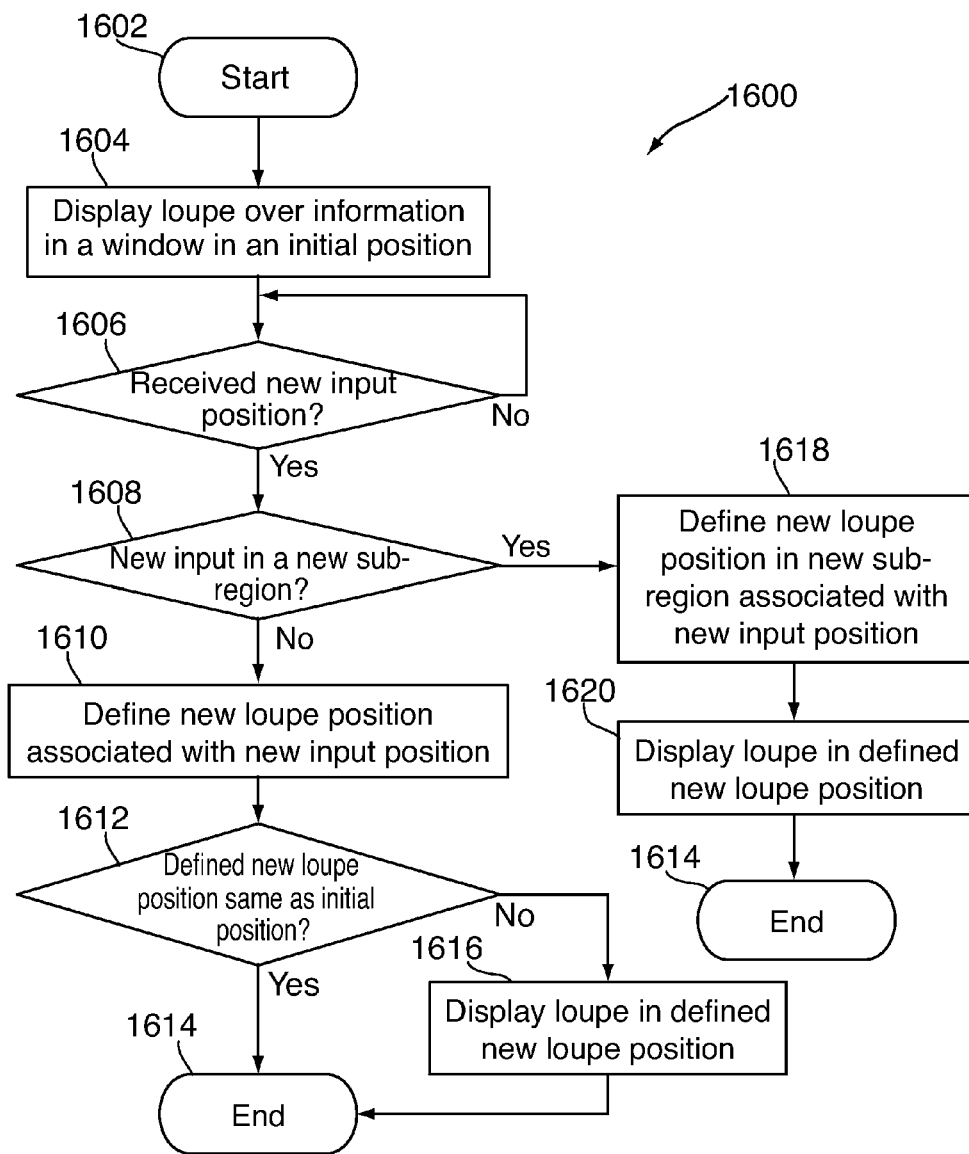 1602
Start
1600
1604
Display loupe over information
in a window in an initial position
1606
Received new input
position?
No
Yes
1608
New input in a new sub-
region?
Yes
No
1618
Define new loupe
position in new sub-
region associated with
new input position
1610
Define new loupe position
associated with new input position
1620
Display loupe in defined
new loupe position
1612
Defined new loupe
position same as initial
position?
No
Yes
1614
End
1616
Display loupe in defined
new loupe position
1614
End